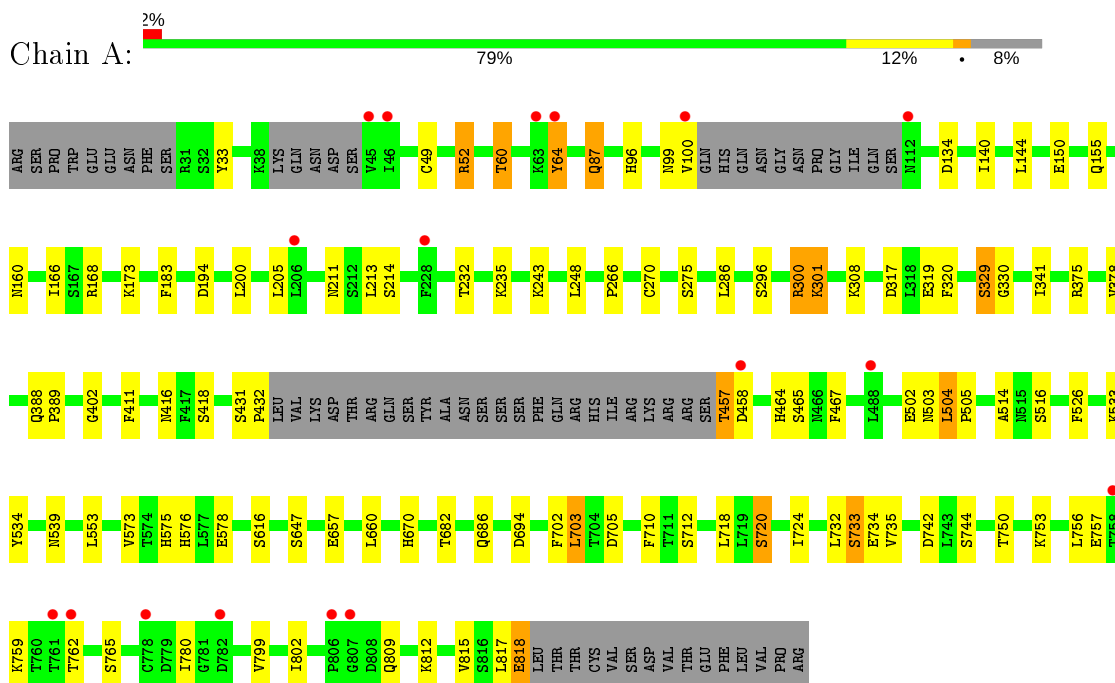 2%
Chain A:
79% 12% • 8%
ARG SER PRO TRP GLU GLU ASN PHE SER R31 S32 Y33 K38 LYS GLN ASN ASP SER V45 I46 C49 R52 T60 K63 Y64 Q87 H96 N99 V100 GLN HIS GLN ASN GLY ASN PRO GLY ILE GLN SER N112 D134 I140 L144 E150 Q155
N160 I166 S167 R168 K173 F183 D194 L200 L205 L206 N211 S212 L213 S214 F228 T232 K235 K243 L248 P266 C270 S275 L286 S296 R300 K301 K308 D317 L318 E319 F320 S329 G330 I341 R375
Q388 P389 G402 F411 N416 F417 S418 S431 P432 LEU VAL LYS ASP THR ARG GLN SER TYR ALA ASN SER SER SER PHE GLN ARG HIS ILE ARG LYS ARG ARG SER T457 D458 H464 S465 N466 F467 L488 E502 N503 L504 P505 A514 N515 S516 F526 K533
Y534 N539 L553 V573 T574 H575 H576 L577 E578 S616 S647 E657 L660 H670 T682 Q686 D694 F702 L703 T704 D705 F710 T711 S712 L718 L719 S720 I724 L732 S733 E734 V735 D742 L743 S744 T750 K753 L756 E757 T758
K759 T760 T761 T762 S765 C778 D779 I780 G781 D782 V799 I802 P806 G807 D808 Q809 K812 V815 S816 L817 E818 LEU THR THR CYS VAL SER ASP VAL THR GLU PHE LEU VAL PRO ARG